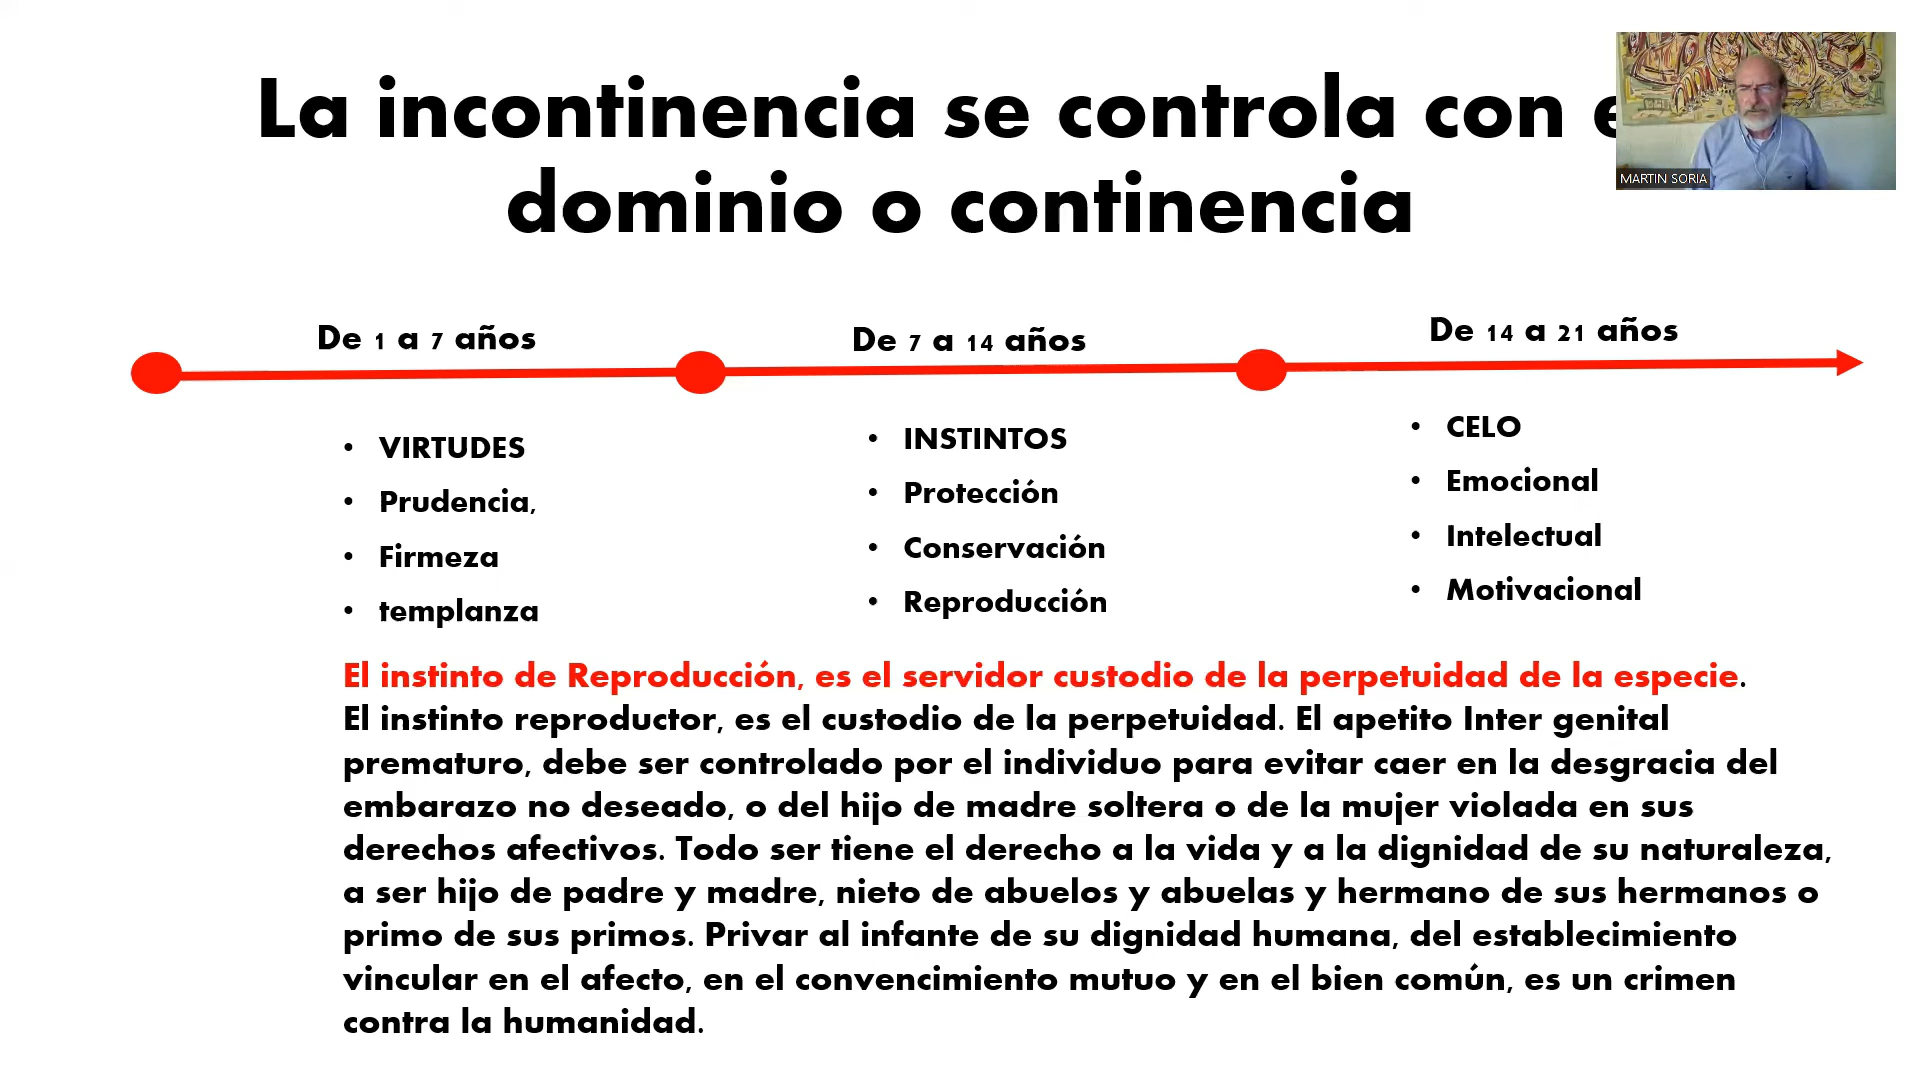 La incontinencia se controla con e
dominio o continencia
MARTIN SORIA
De 1 a 7 años
De 7 a 14 años
De 14 a 21 años
• VIRTUDES
• Prudencia,
• Firmeza
• templanza
• INSTINTOS
• Protección
• Conservación
• Reproducción
• CELO
• Emocional
• Intelectual
• Motivacional
El instinto de Reproducción, es el servidor custodio de la perpetuidad de la especie.
El instinto reproductor, es el custodio de la perpetuidad. El apetito Inter genital
prematuro, debe ser controlado por el individuo para evitar caer en la desgracia del
embarazo no deseado, o del hijo de madre soltera o de la mujer violada en sus
derechos afectivos. Todo ser tiene el derecho a la vida y a la dignidad de su naturaleza,
a ser hijo de padre y madre, nieto de abuelos y abuelas y hermano de sus hermanos o
primo de sus primos. Privar al infante de su dignidad humana, del establecimiento
vincular en el afecto, en el convencimiento mutuo y en el bien común, es un crimen
contra la humanidad.